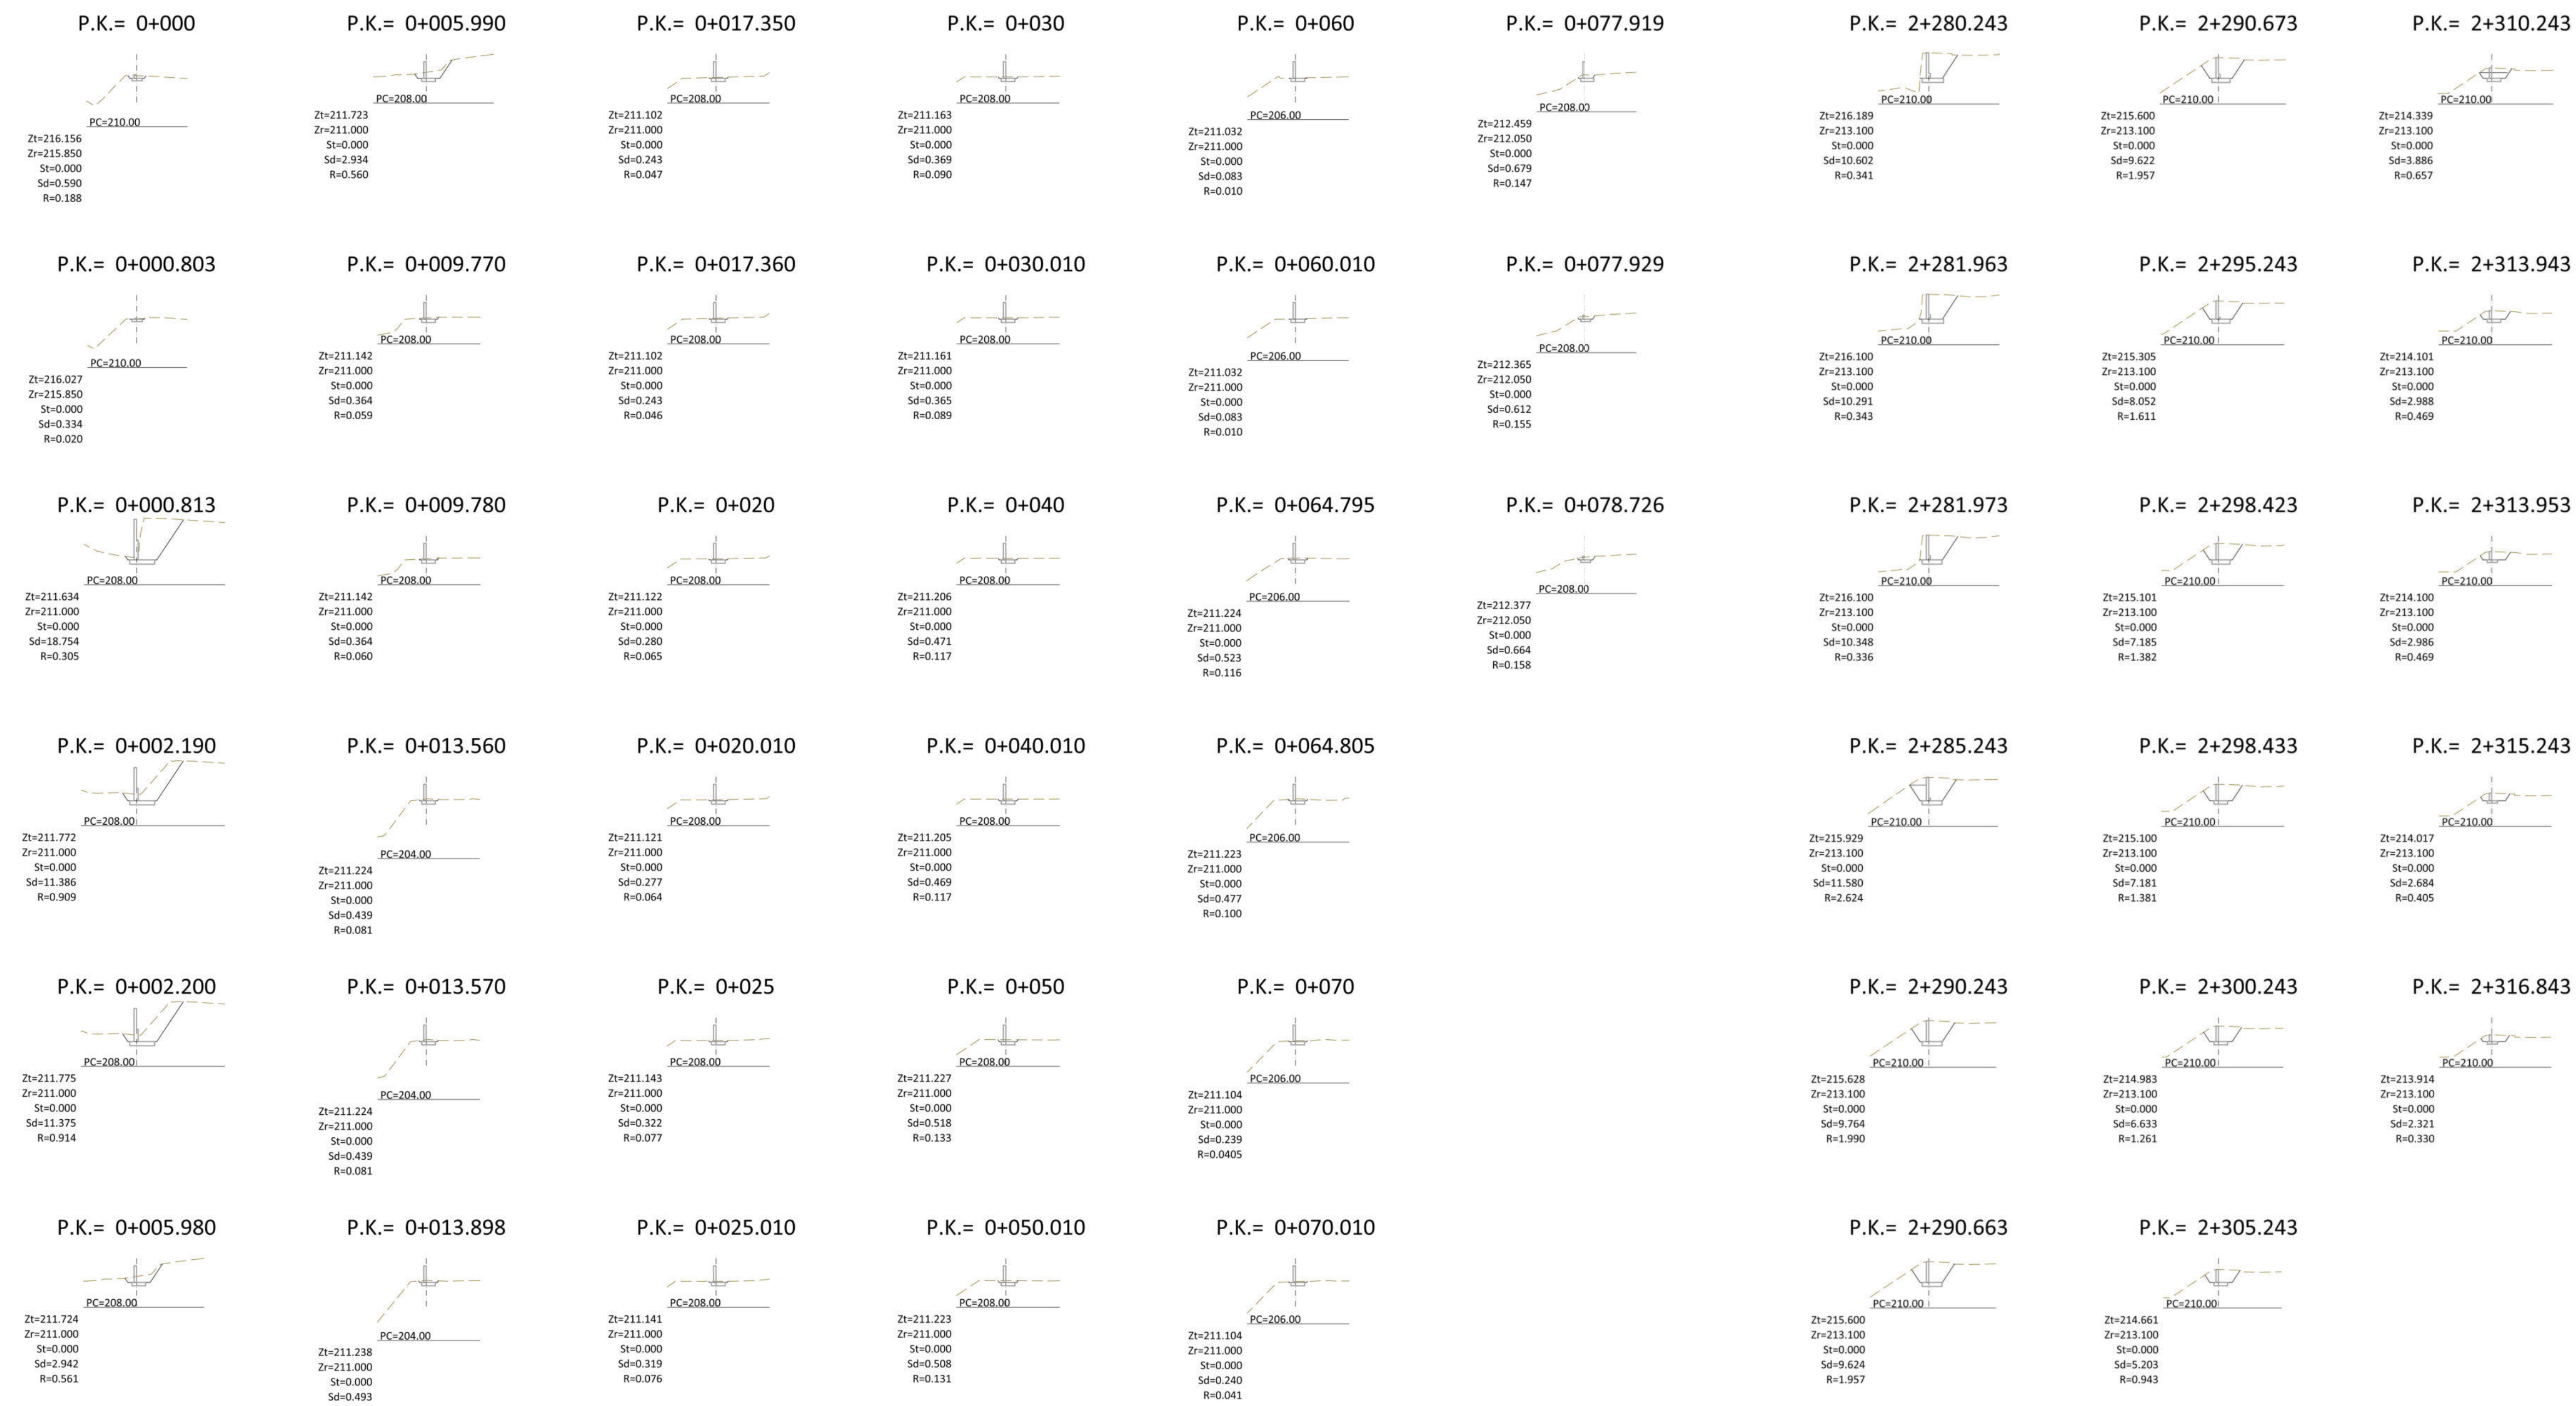 P.K.= 0+000
PC=210.00
Zt=216.156
Zr=215.850
St=0.000
Sd=0.590
R=0.188
P.K.= 0+000.803
PC=210.00
Zt=216.027
Zr=215.850
St=0.000
Sd=0.334
R=0.020
P.K.= 0+000.813
PC=208.00
Zt=211.634
Zr=211.000
St=0.000
Sd=18.754
R=0.305
P.K.= 0+002.190
PC=208.00
Zt=211.772
Zr=211.000
St=0.000
Sd=11.386
R=0.909
P.K.= 0+002.200
PC=208.00
Zt=211.775
Zr=211.000
St=0.000
Sd=11.375
R=0.914
P.K.= 0+005.980
PC=208.00
Zt=211.724
Zr=211.000
St=0.000
Sd=2.942
R=0.561
P.K.= 0+005.990
PC=208.00
Zt=211.723
Zr=211.000
St=0.000
Sd=2.934
R=0.560
P.K.= 0+009.770
PC=208.00
Zt=211.142
Zr=211.000
St=0.000
Sd=0.364
R=0.059
P.K.= 0+009.780
PC=208.00
Zt=211.142
Zr=211.000
St=0.000
Sd=0.364
R=0.060
P.K.= 0+013.560
PC=204.00
Zt=211.224
Zr=211.000
St=0.000
Sd=0.439
R=0.081
P.K.= 0+013.570
PC=204.00
Zt=211.224
Zr=211.000
St=0.000
Sd=0.439
R=0.081
P.K.= 0+013.898
PC=204.00
Zt=211.238
Zr=211.000
St=0.000
Sd=0.493
P.K.= 0+017.350
PC=208.00
Zt=211.102
Zr=211.000
St=0.000
Sd=0.243
R=0.047
P.K.= 0+017.360
PC=208.00
Zt=211.102
Zr=211.000
St=0.000
Sd=0.243
R=0.046
P.K.= 0+020
PC=208.00
Zt=211.122
Zr=211.000
St=0.000
Sd=0.280
R=0.065
P.K.= 0+020.010
PC=208.00
Zt=211.121
Zr=211.000
St=0.000
Sd=0.277
R=0.064
P.K.= 0+025
PC=208.00
Zt=211.143
Zr=211.000
St=0.000
Sd=0.322
R=0.077
P.K.= 0+025.010
PC=208.00
Zt=211.141
Zr=211.000
St=0.000
Sd=0.319
R=0.076
P.K.= 0+030
PC=208.00
Zt=211.163
Zr=211.000
St=0.000
Sd=0.369
R=0.090
P.K.= 0+030.010
PC=208.00
Zt=211.161
Zr=211.000
St=0.000
Sd=0.365
R=0.089
P.K.= 0+040
PC=208.00
Zt=211.206
Zr=211.000
St=0.000
Sd=0.471
R=0.117
P.K.= 0+040.010
PC=208.00
Zt=211.205
Zr=211.000
St=0.000
Sd=0.469
R=0.117
P.K.= 0+050
PC=208.00
Zt=211.227
Zr=211.000
St=0.000
Sd=0.518
R=0.133
P.K.= 0+050.010
PC=208.00
Zt=211.223
Zr=211.000
St=0.000
Sd=0.508
R=0.131
P.K.= 0+060
PC=206.00
Zt=211.032
Zr=211.000
St=0.000
Sd=0.083
R=0.010
P.K.= 0+060.010
PC=206.00
Zt=211.032
Zr=211.000
St=0.000
Sd=0.083
R=0.010
P.K.= 0+064.795
PC=206.00
Zt=211.224
Zr=211.000
St=0.000
Sd=0.523
R=0.116
P.K.= 0+064.805
PC=206.00
Zt=211.223
Zr=211.000
St=0.000
Sd=0.477
R=0.100
P.K.= 0+070
PC=206.00
Zt=211.104
Zr=211.000
St=0.000
Sd=0.239
R=0.0405
P.K.= 0+070.010
PC=206.00
Zt=211.104
Zr=211.000
St=0.000
Sd=0.240
R=0.041
P.K.= 0+077.919
PC=208.00
Zt=212.459
Zr=212.050
St=0.000
Sd=0.679
R=0.147
P.K.= 0+077.929
PC=208.00
Zt=212.365
Zr=212.050
St=0.000
Sd=0.612
R=0.155
P.K.= 0+078.726
PC=208.00
Zt=212.377
Zr=212.050
St=0.000
Sd=0.664
R=0.158
P.K.= 2+280.243
PC=210.00
Zt=216.189
Zr=213.100
St=0.000
Sd=10.602
R=0.341
P.K.= 2+281.963
PC=210.00
Zt=216.100
Zr=213.100
St=0.000
Sd=10.291
R=0.343
P.K.= 2+281.973
PC=210.00
Zt=216.100
Zr=213.100
St=0.000
Sd=10.348
R=0.336
P.K.= 2+285.243
PC=210.00
Zt=215.929
Zr=213.100
St=0.000
Sd=11.580
R=2.624
P.K.= 2+290.243
PC=210.00
Zt=215.628
Zr=213.100
St=0.000
Sd=9.764
R=1.990
P.K.= 2+290.663
PC=210.00
Zt=215.600
Zr=213.100
St=0.000
Sd=9.624
R=1.957
P.K.= 2+290.673
PC=210.00
Zt=215.600
Zr=213.100
St=0.000
Sd=9.622
R=1.957
P.K.= 2+295.243
PC=210.00
Zt=215.305
Zr=213.100
St=0.000
Sd=8.052
R=1.611
P.K.= 2+298.423
PC=210.00
Zt=215.101
Zr=213.100
St=0.000
Sd=7.185
R=1.382
P.K.= 2+298.433
PC=210.00
Zt=215.100
Zr=213.100
St=0.000
Sd=7.181
R=1.381
P.K.= 2+300.243
PC=210.00
Zt=214.983
Zr=213.100
St=0.000
Sd=6.633
R=1.261
P.K.= 2+305.243
PC=210.00
Zt=214.661
Zr=213.100
St=0.000
Sd=5.203
R=0.943
P.K.= 2+310.243
PC=210.00
Zt=214.339
Zr=213.100
St=0.000
Sd=3.886
R=0.657
P.K.= 2+313.943
PC=210.00
Zt=214.101
Zr=213.100
St=0.000
Sd=2.988
R=0.469
P.K.= 2+313.953
PC=210.00
Zt=214.100
Zr=213.100
St=0.000
Sd=2.986
R=0.469
P.K.= 2+315.243
PC=210.00
Zt=214.017
Zr=213.100
St=0.000
Sd=2.684
R=0.405
P.K.= 2+316.843
PC=210.00
Zt=213.914
Zr=213.100
St=0.000
Sd=2.321
R=0.330